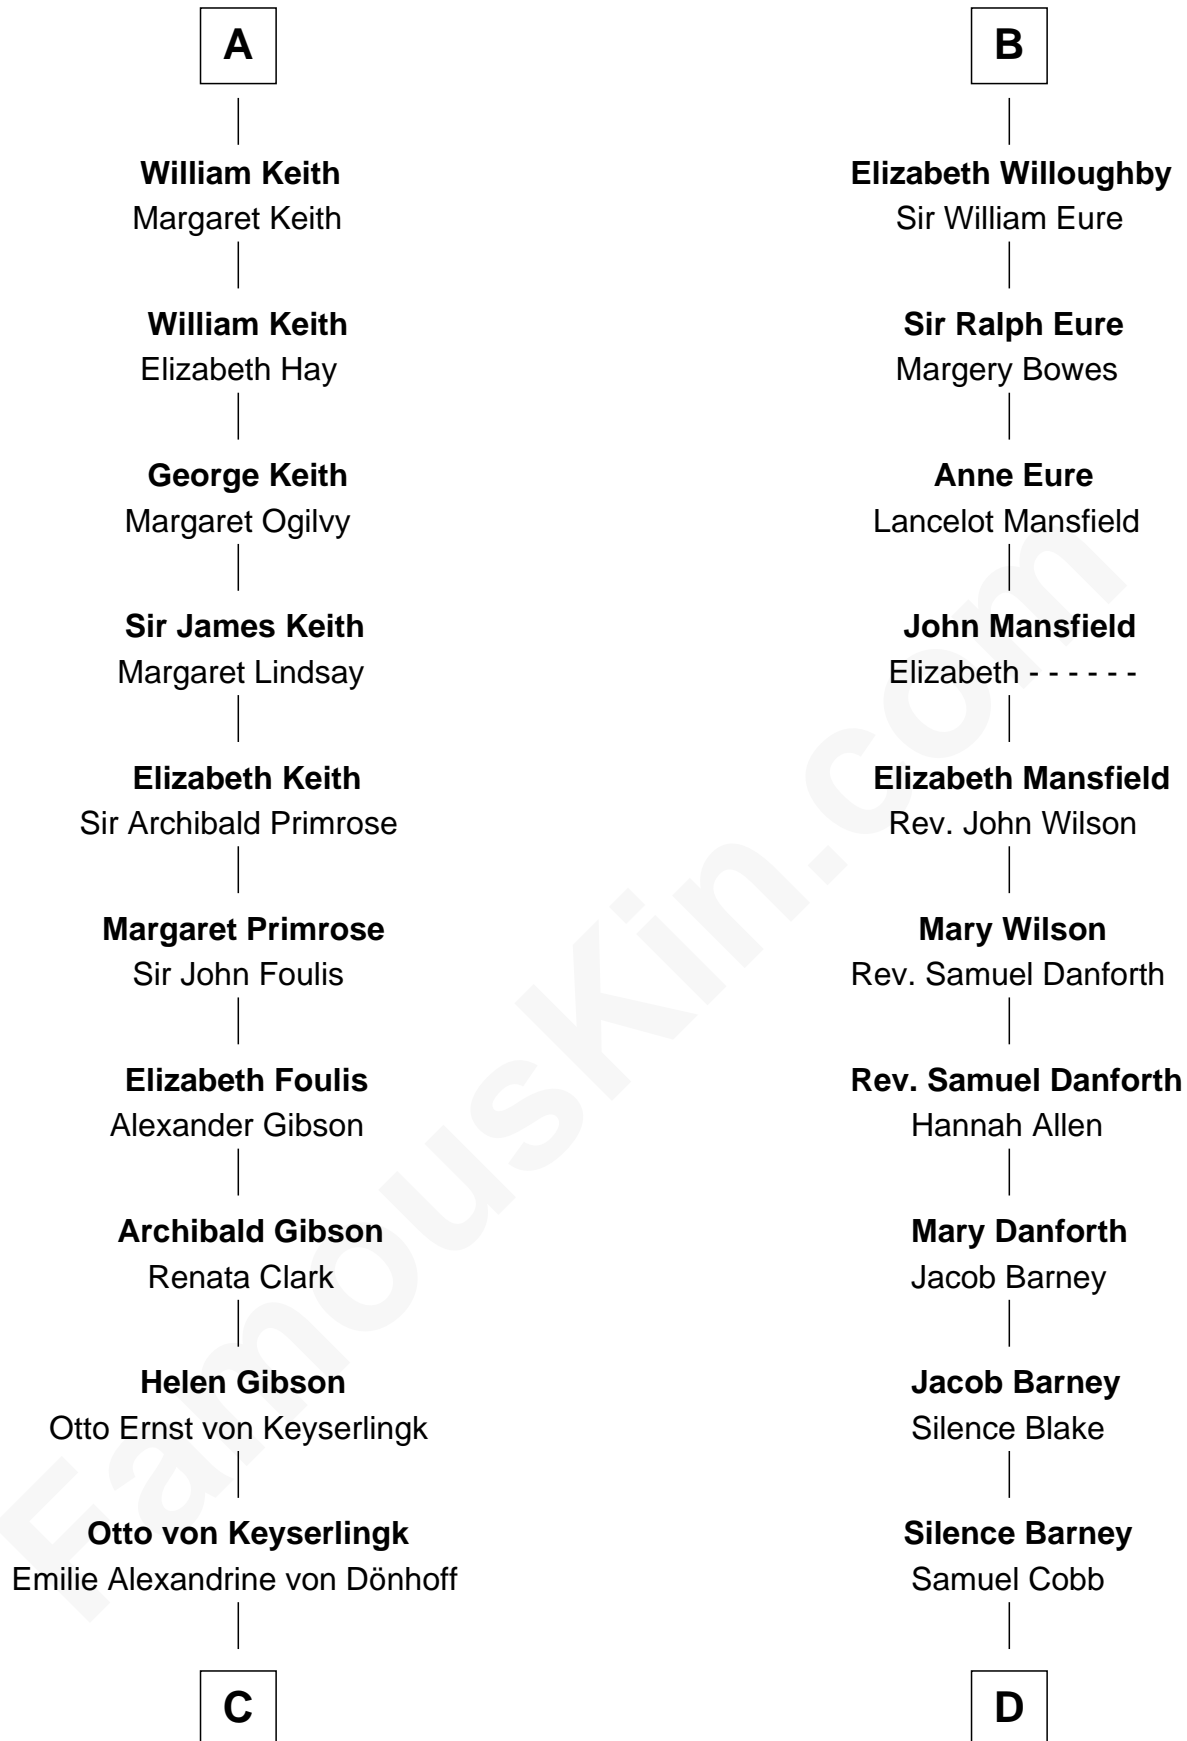 A
William Keith
Margaret Keith
William Keith
Elizabeth Hay
George Keith
Margaret Ogilvy
Sir James Keith
Margaret Lindsay
Elizabeth Keith
Sir Archibald Primrose
Margaret Primrose
Sir John Foulis
Elizabeth Foulis
Alexander Gibson
Archibald Gibson
Renata Clark
Helen Gibson
Otto Ernst von Keyserlingk
Otto von Keyserlingk
Emilie Alexandrine von Dönhoff
C
B
Elizabeth Willoughby
Sir William Eure
Sir Ralph Eure
Margery Bowes
Anne Eure
Lancelot Mansfield
John Mansfield
Elizabeth - - - - - -
Elizabeth Mansfield
Rev. John Wilson
Mary Wilson
Rev. Samuel Danforth
Rev. Samuel Danforth
Hannah Allen
Mary Danforth
Jacob Barney
Jacob Barney
Silence Blake
Silence Barney
Samuel Cobb
D
FamousKin.com